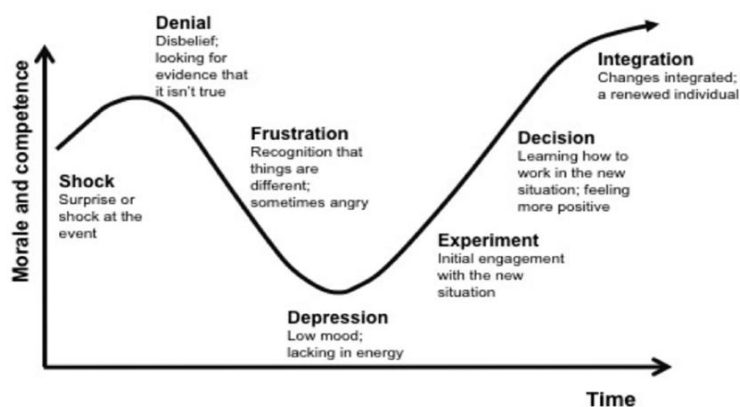 Denial
Disbelief;
looking for
evidence that
it isn't true
Integration
Changes integrated;
a renewed individual
Frustration
Recognition that
things are
different;
sometimes angry
Decision
Learning how to
work in the new
situation; feeling
more positive
Shock
Surprise or
shock at the
event
Experiment
Initial engagement
with the new
situation
Depression
Low mood;
lacking in energy
Morale and competence
Time